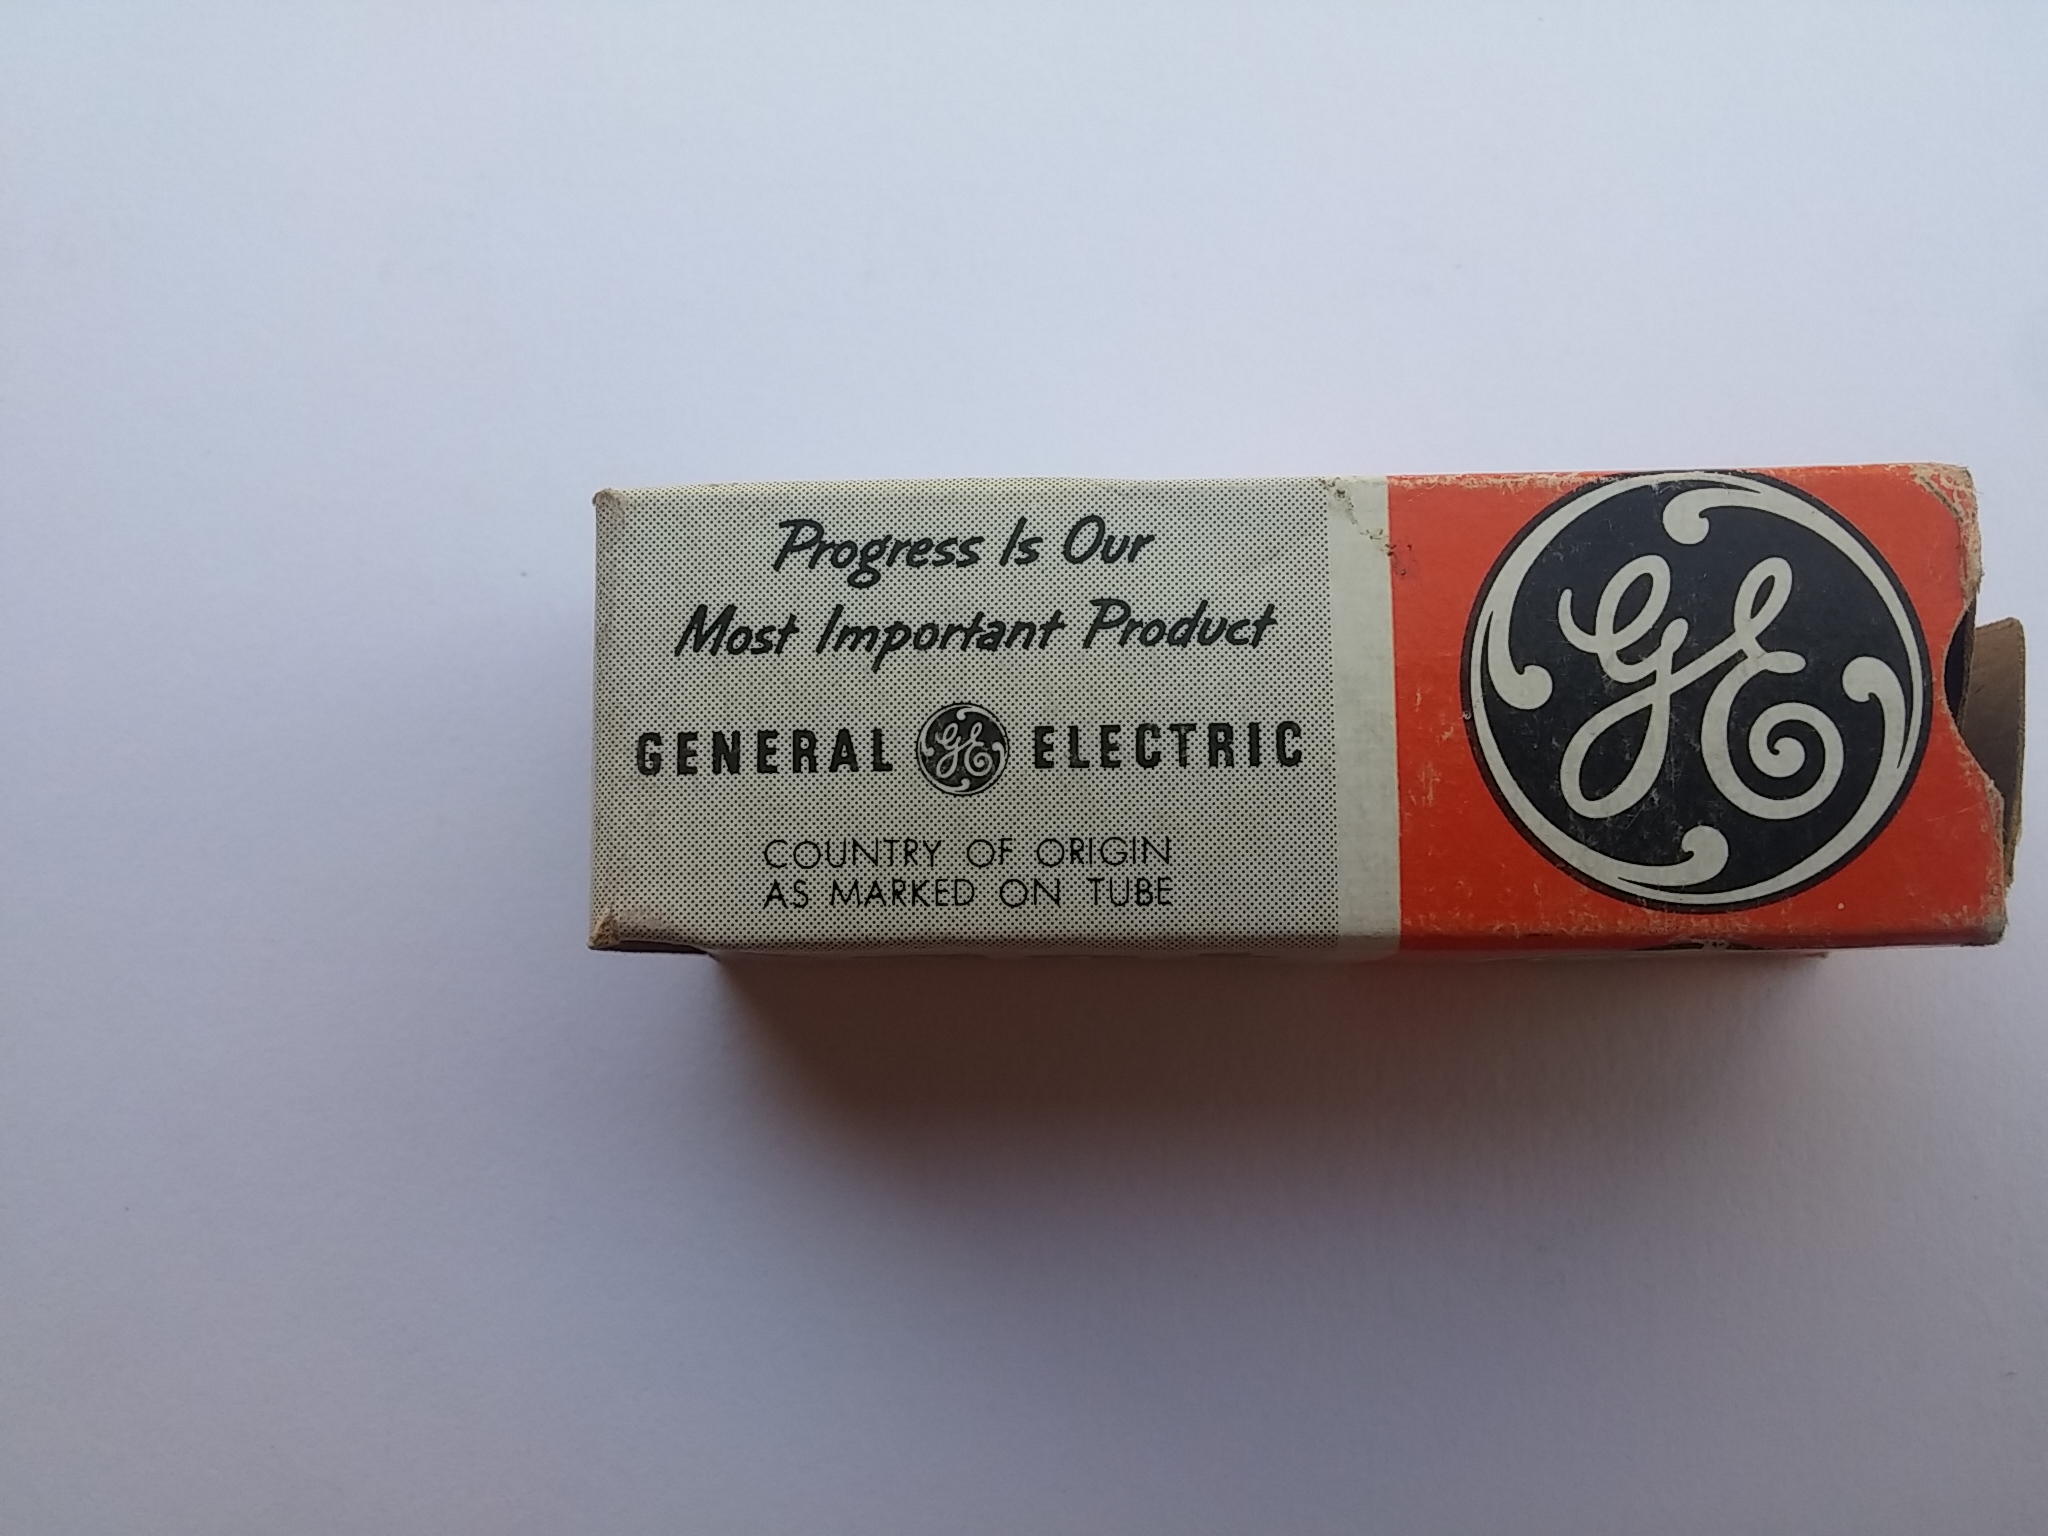 Progress Is Our
Most Important Product
GENERAL GE ELECTRIC
COUNTRY OF ORIGIN
AS MARKED ON TUBE
GE